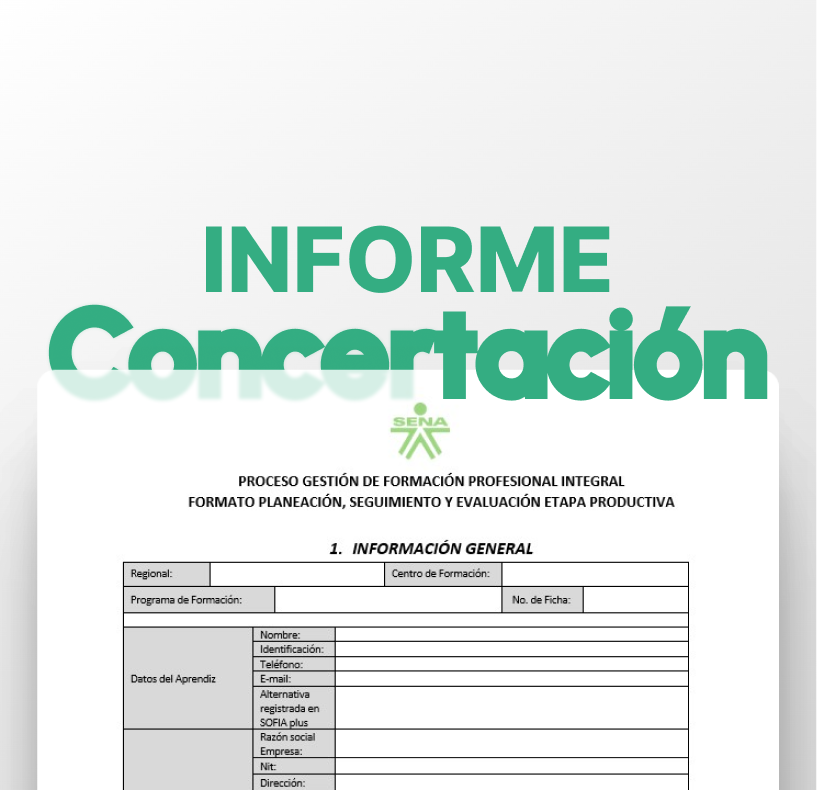 INFORME
Concertación
SENA
PROCESO GESTIÓN DE FORMACIÓN PROFESIONAL INTEGRAL
FORMATO PLANEACIÓN, SEGUIMIENTO Y EVALUACIÓN ETAPA PRODUCTIVA
1. INFORMACIÓN GENERAL
Regional: Centro de Formación:
Programa de Formación: No. de Ficha:
Datos del Aprendiz
Nombre:
Identificación:
Teléfono:
E-mail:
Alternativa
registrada en
SOFIA plus
Razón social
Empresa:
Nit:
Dirección: